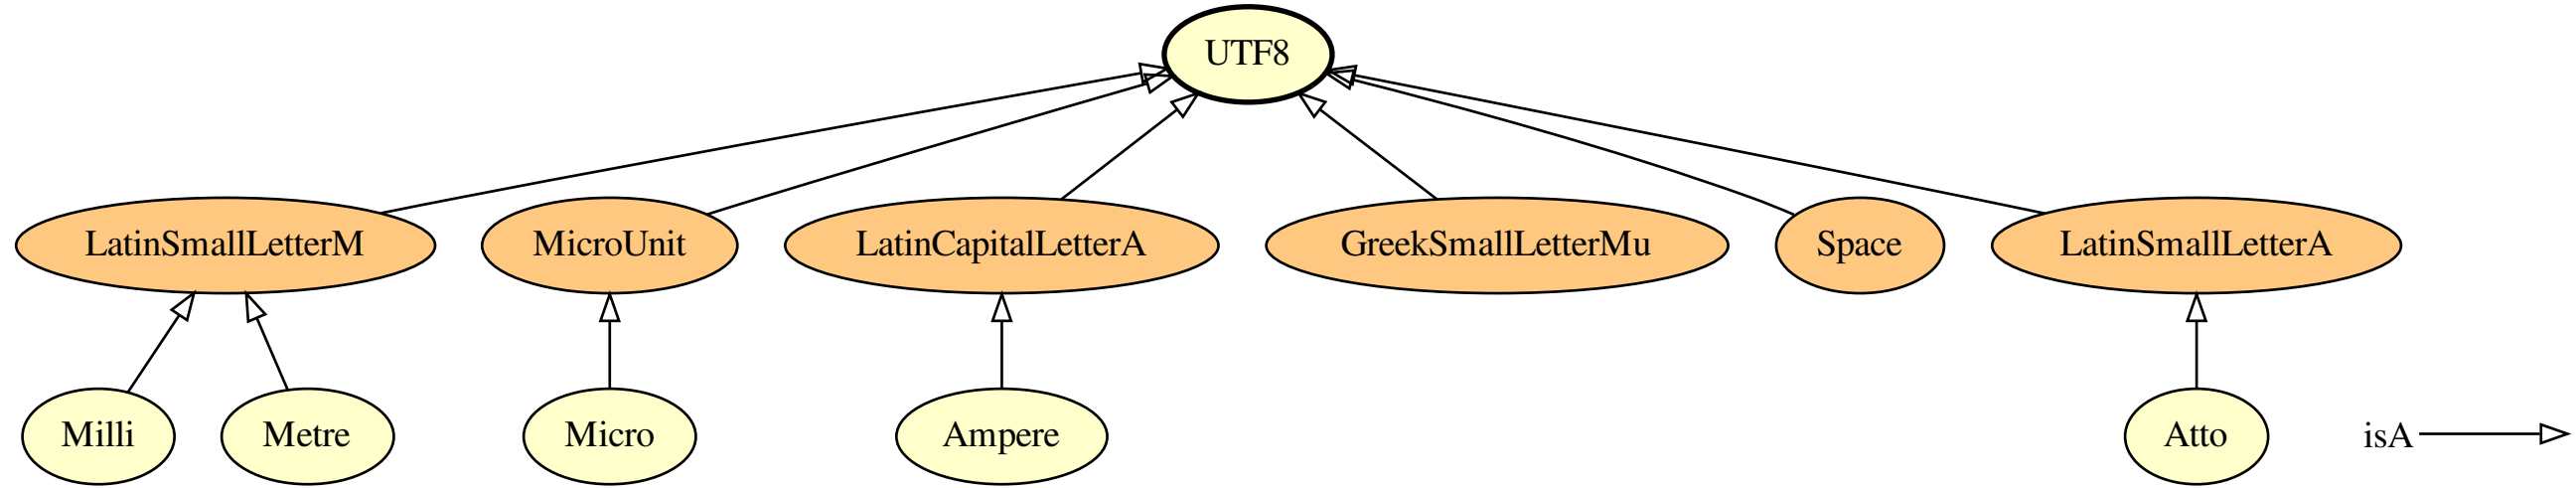 UTF8
LatinSmallLetterM
MicroUnit
LatinCapitalLetterA
GreekSmallLetterMu
Space
LatinSmallLetterA
Milli
Metre
Micro
Ampere
Atto
isA